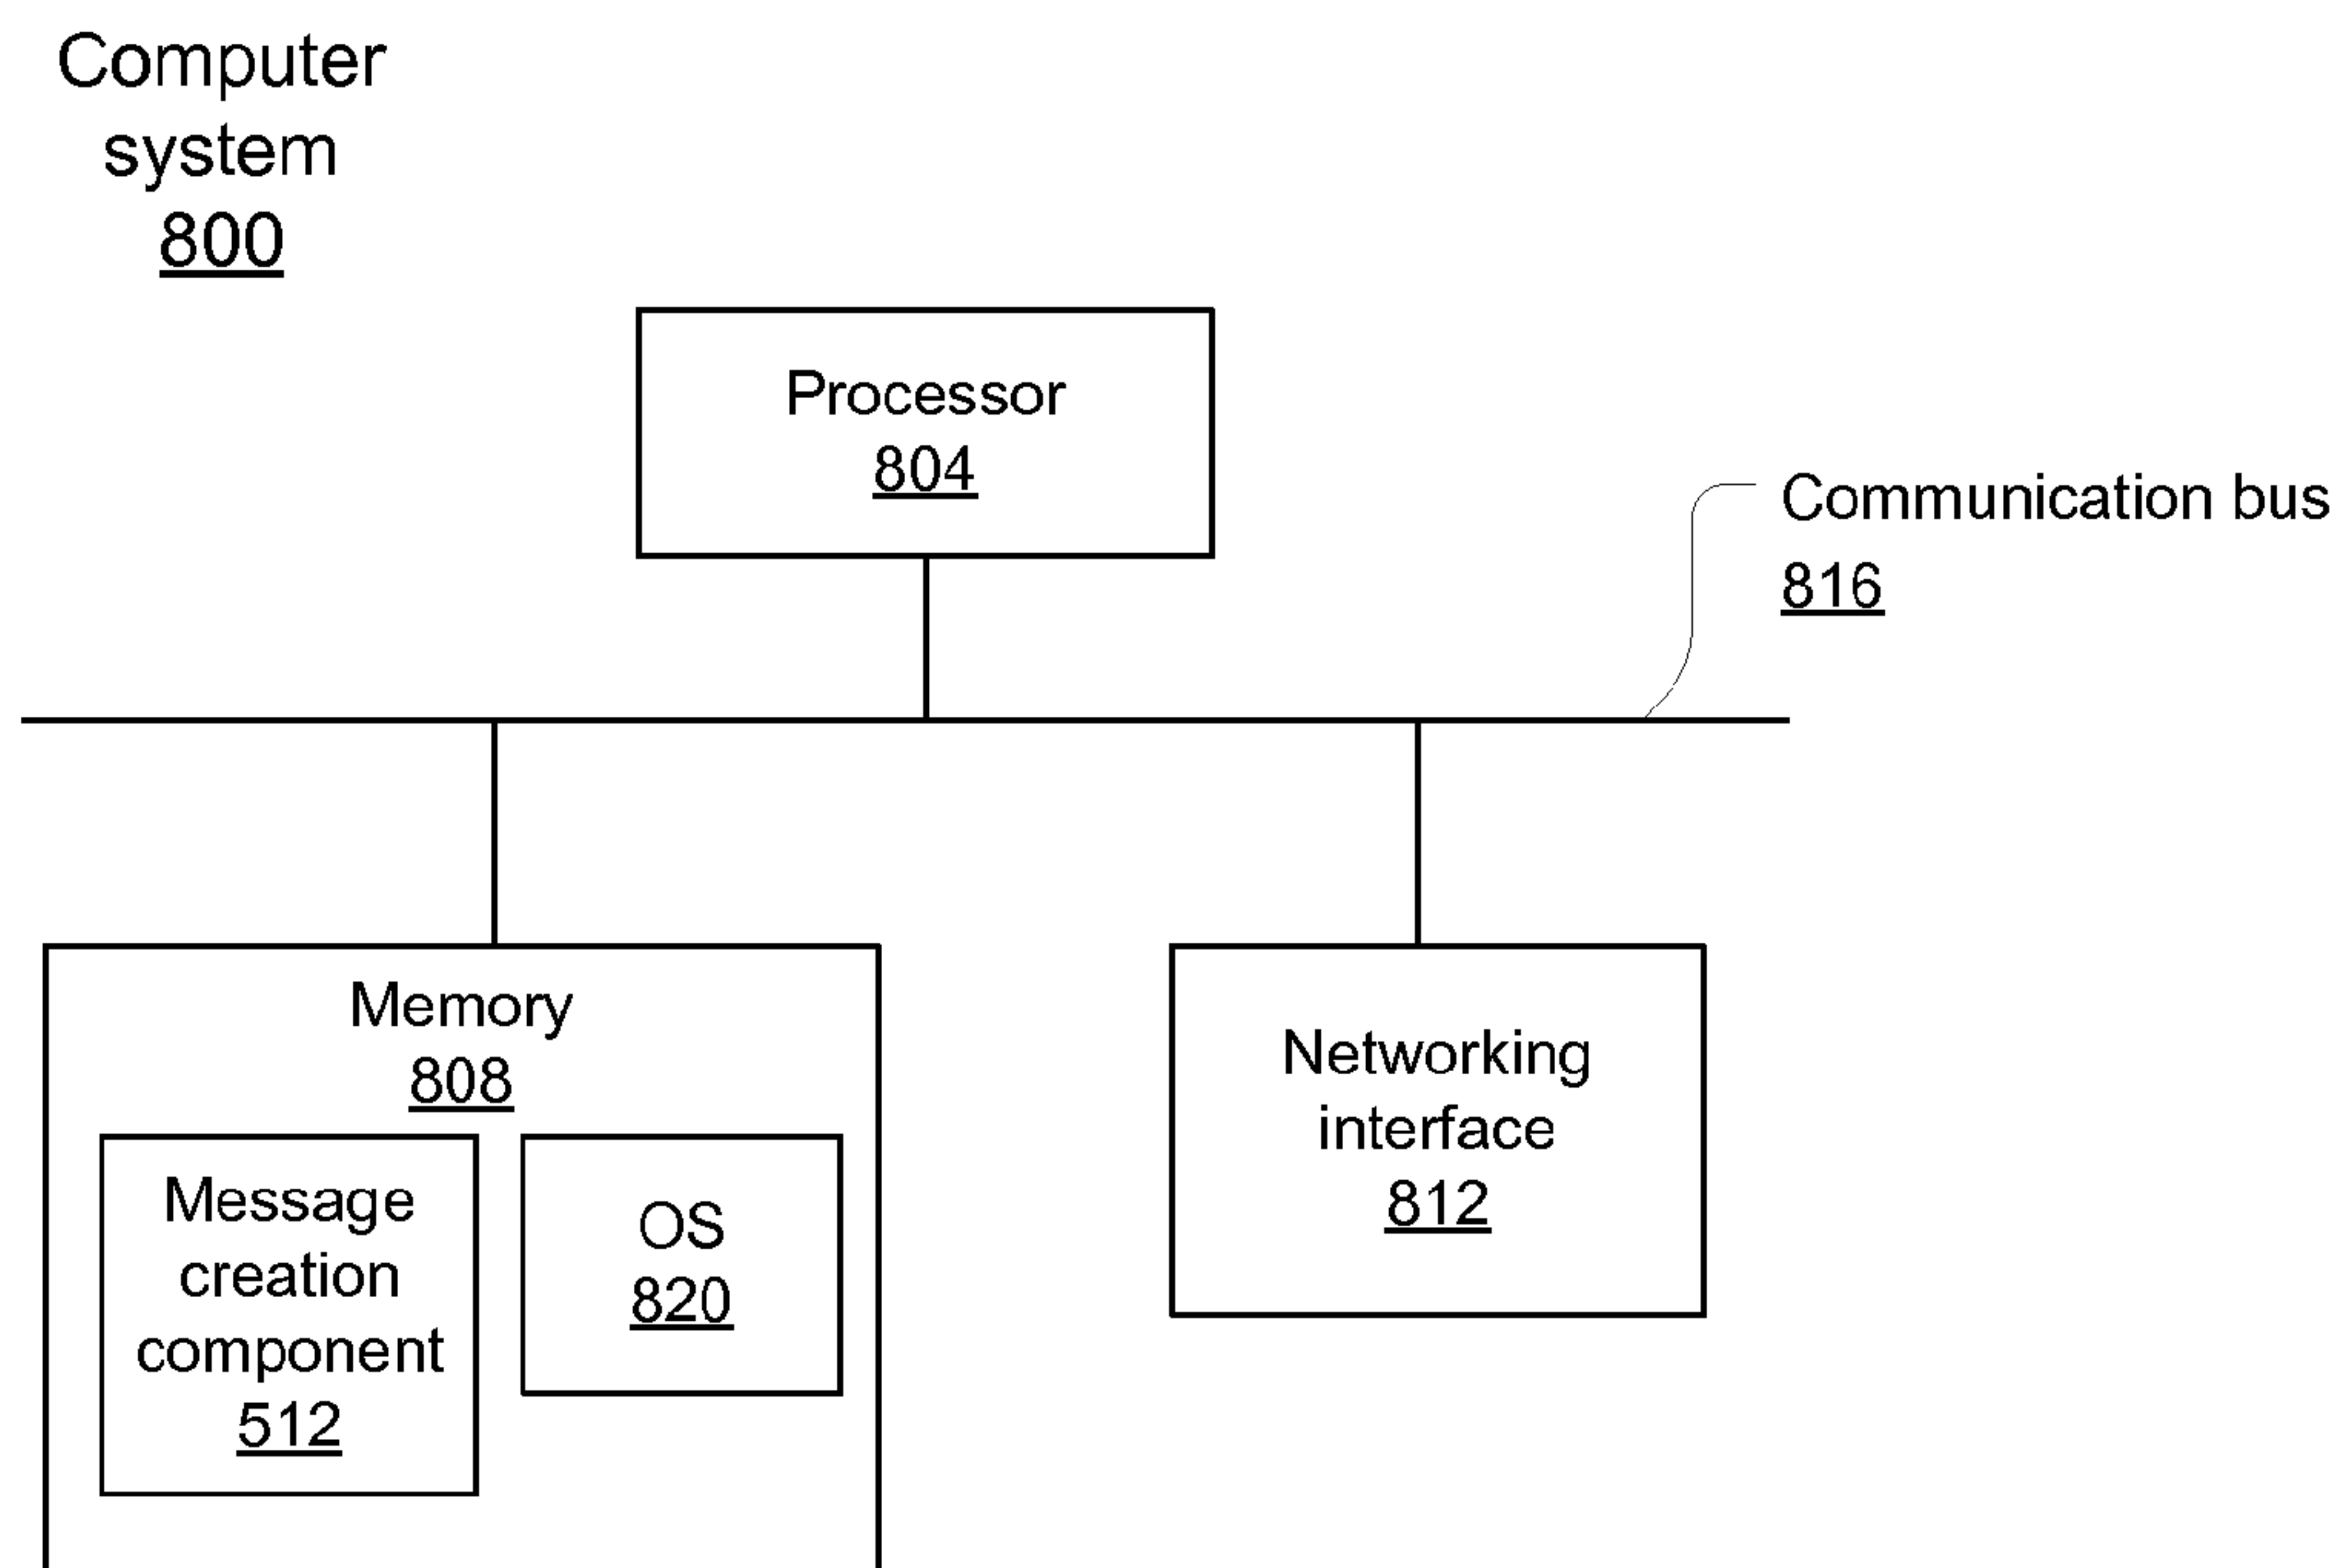 Computer
system
800
Processor
804
Communication bus
816
Memory
808
Message
creation
component
512
OS
820
Networking
interface
812